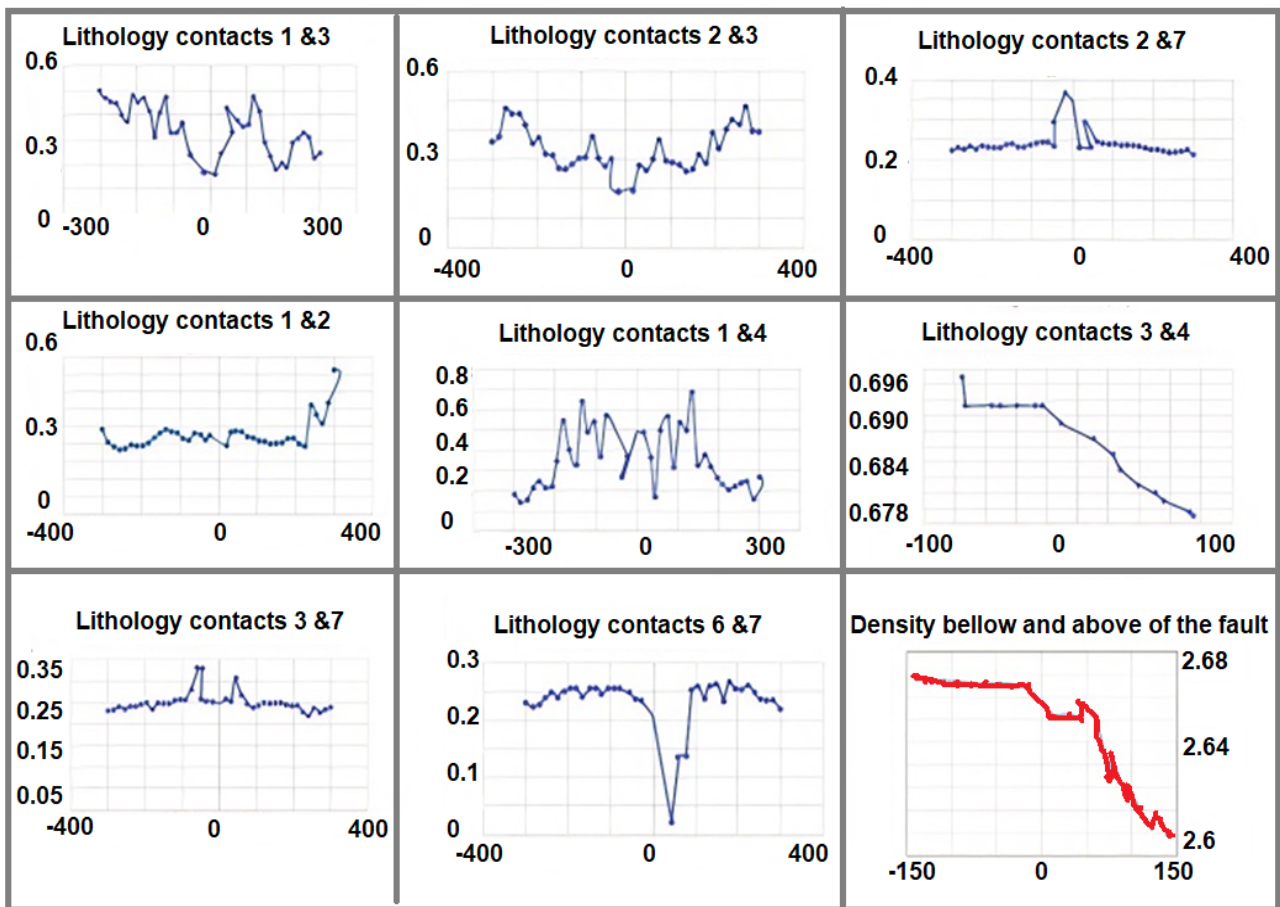 Lithology contacts 1 &3
0.6
0.3
0
-300 0 300
Lithology contacts 2 &3
0.6
0.3
0
-400 0 400
Lithology contacts 2 &7
0.4
0.2
0
-400 0 400
Lithology contacts 1 &2
0.6
0.3
0
-400 0 400
Lithology contacts 1 &4
0.8
0.6
0.4
0.2
0
-300 0 300
Lithology contacts 3 &4
0.696
0.690
0.684
0.678
-100 0 100
Lithology contacts 3 &7
0.35
0.25
0.15
0.05
-400 0 400
Lithology contacts 6 &7
0.3
0.2
0.1
0
-400 0 400
Density bellow and above of the fault
2.68
2.64
2.6
-150 0 150